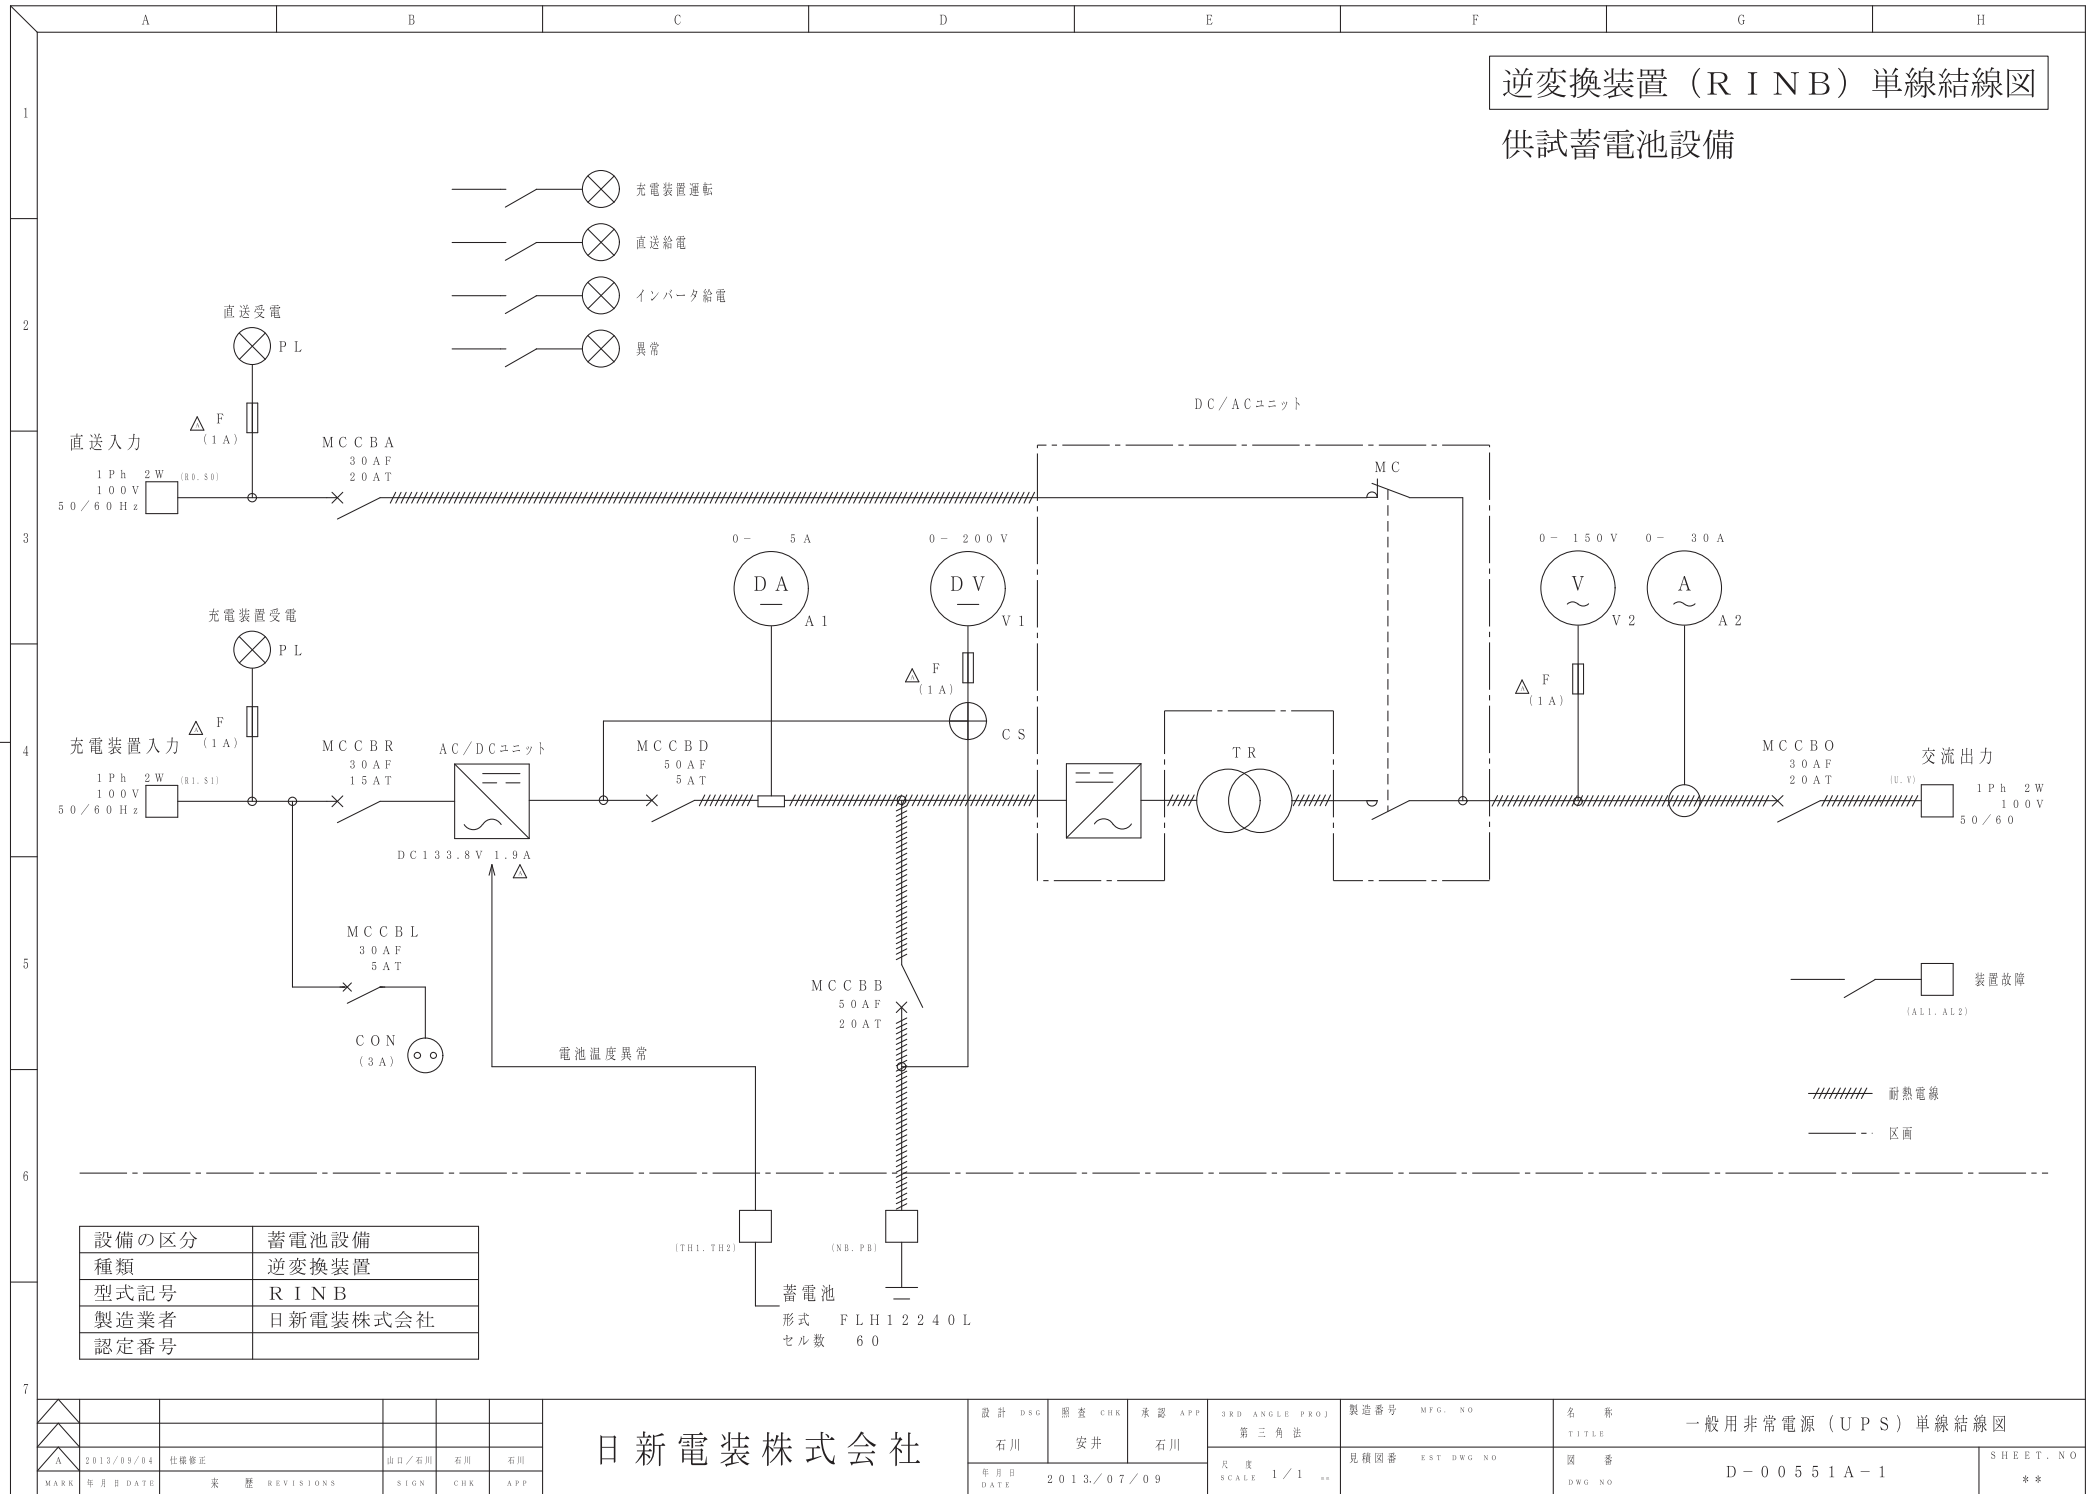 A B C D E F G H
1
2
3
4
5
6
7
逆変換装置（ＲＩＮＢ）単線結線図
供試蓄電池設備
充電装置運転
直送給電
インバータ給電
異常
直送受電
PL
A F
(1A)
直送入力
1Ph 2W (R0.S0)
100V
50/60Hz
MCCBA
30AF
20AT
DC/ACユニット
MC
0- 5A
DA
A1
0- 200V
DV
V1
A F
(1A)
CS
0- 150V
V
V2
0- 30A
A
A2
A F
(1A)
充電装置受電
PL
A F
(1A)
充電装置入力
1Ph 2W (R1.S1)
100V
50/60Hz
MCCBR
30AF
15AT
AC/DCユニット
DC133.8V 1.9A
A
MCCBD
50AF
5AT
TR
MCCBO
30AF
20AT
交流出力
(U.V)
1Ph 2W
100V
50/60
MCCBL
30AF
5AT
CON
(3A)
MCCBB
50AF
20AT
電池温度異常
装置故障
(AL1.AL2)
耐熱電線
区画
(TH1.TH2)
(NB.PB)
蓄電池
形式 FLH12240L
セル数 60
設備の区分 蓄電池設備
種類 逆変換装置
型式記号 ＲＩＮＢ
製造業者 日新電装株式会社
認定番号
A 2013/09/04 仕様修正 山口/石川 石川 石川
MARK 年月日 DATE 来歴 REVISIONS SIGN CHK APP
日新電装株式会社
設計 DSG 照査 CHK 承認 APP
石川 安井 石川
年月日 DATE 2013/07/09
3RD ANGLE PROJ
第三角法
尺度 SCALE 1/1
製造番号 MFG. NO
見積図番 EST DWG NO
名称 TITLE 一般用非常電源（UPS）単線結線図
図番 DWG NO D-00551A-1
SHEET. NO
**